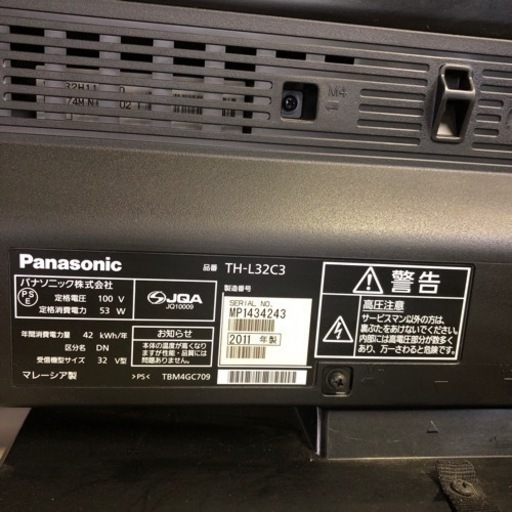 M4
Panasonic
品番 TH-L32C3
パナソニック株式会社
PS
E
定格電圧 100 V
定格消費電力 53 W
年間消費電力量 42 kWh/年
区分名 DN
受信機型サイズ 32 V型
マレーシア製
JQA
JQ10009
お知らせ
本体の温度が高くなり
ますが性能・品質には
問題ありません
>PS< TBM4GC709
製造番号
SERIAL NO.
MP1434243
2011 年製
警告
高圧注意
サービスマン以外の方は、
裏ぶたをあけないでください。
内部には高電圧部分が数多く
あり、万一さわると危険です。